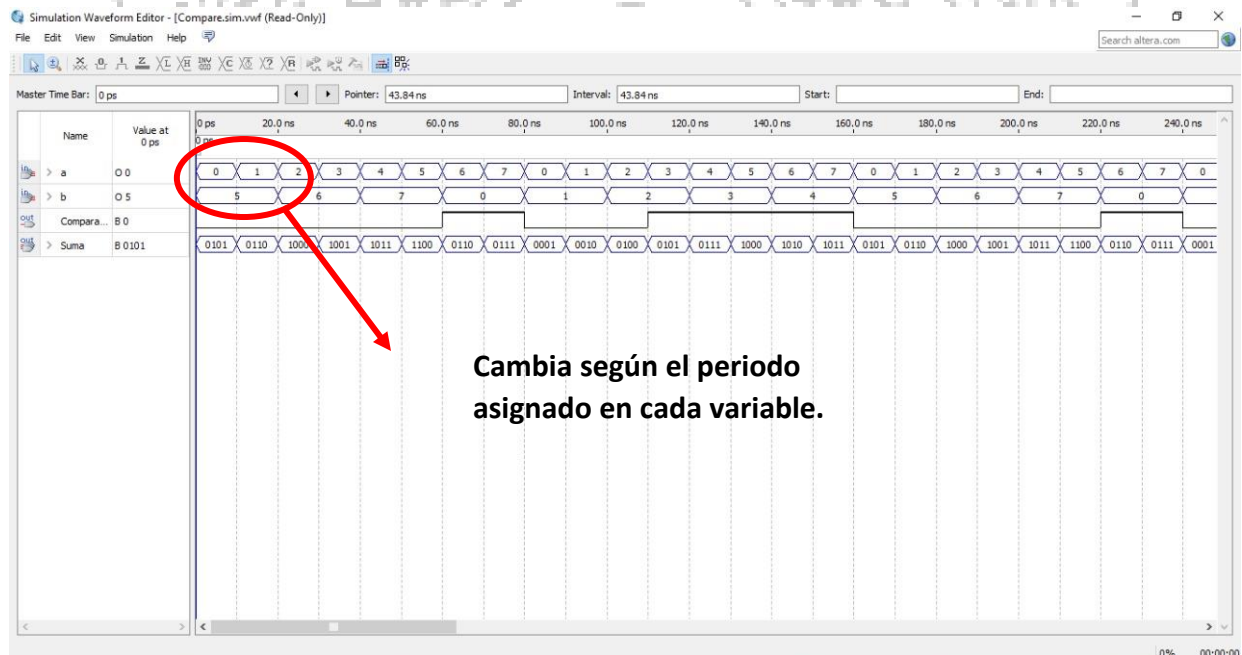 Simulation Waveform Editor - [Compare.sim.vwf (Read-Only)]
File Edit View Simulation Help
Search altera.com
Master Time Bar: 0 ps Pointer: 43.84 ns Interval: 43.84 ns Start: End:
Name Value at 0 ps
0 ps 20.0 ns 40.0 ns 60.0 ns 80.0 ns 100.0 ns 120.0 ns 140.0 ns 160.0 ns 180.0 ns 200.0 ns 220.0 ns 240.0 ns
0 ps
in > a O 0 0 1 2 3 4 5 6 7 0 1 2 3 4 5 6 7 0 1 2 3 4 5 6 7 0
in > b O 5 5 6 7 0 1 2 3 4 5 6 7 0
out Compara... B 0
out > Suma B 0101 0101 0110 1000 1001 1011 1100 0110 0111 0001 0010 0100 0101 0111 1000 1010 1011 0101 0110 1000 1001 1011 1100 0110 0111 0001
Cambia según el periodo
asignado en cada variable.
0% 00:00:00